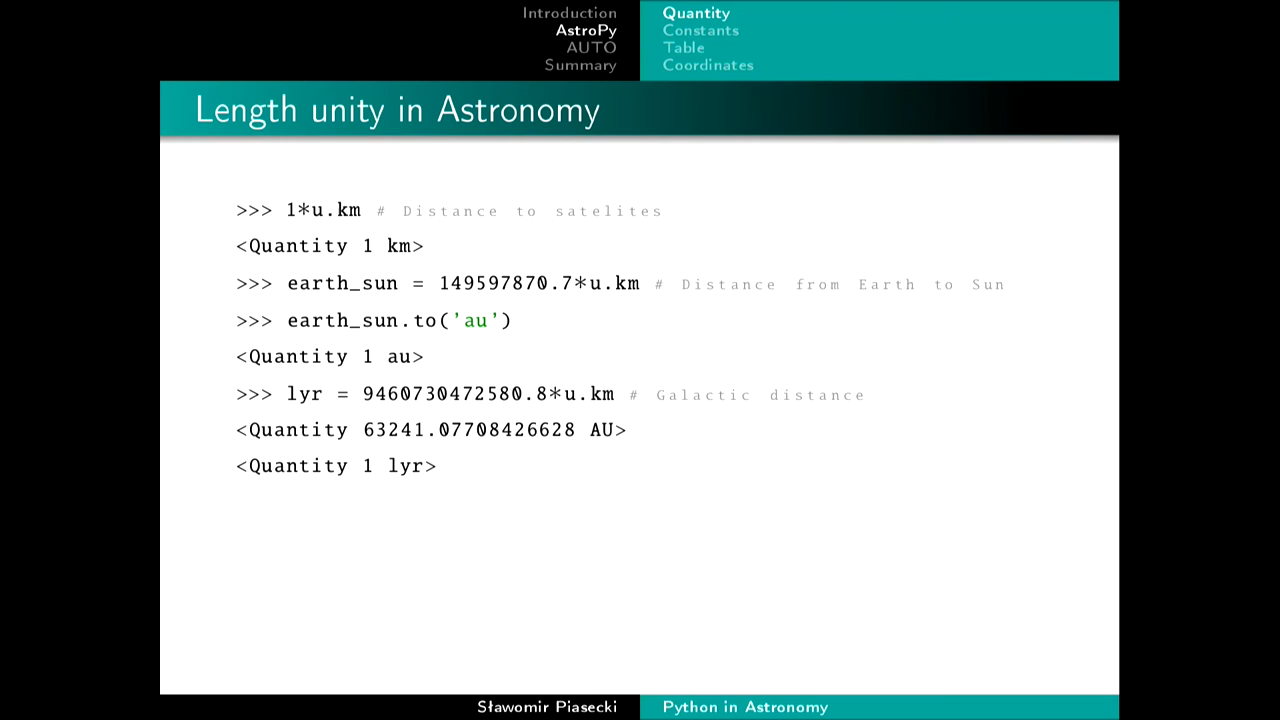 Introduction
AstroPy
AUTO
Summary
Quantity
Constants
Table
Coordinates
Length unity in Astronomy
>>> 1*u.km # Distance to satelites
<Quantity 1 km>
>>> earth_sun = 149597870.7*u.km # Distance from Earth to Sun
>>> earth_sun.to('au')
<Quantity 1 au>
>>> lyr = 9460730472580.8*u.km # Galactic distance
<Quantity 63241.07708426628 AU>
<Quantity 1 lyr>
Sławomir Piasecki
Python in Astronomy